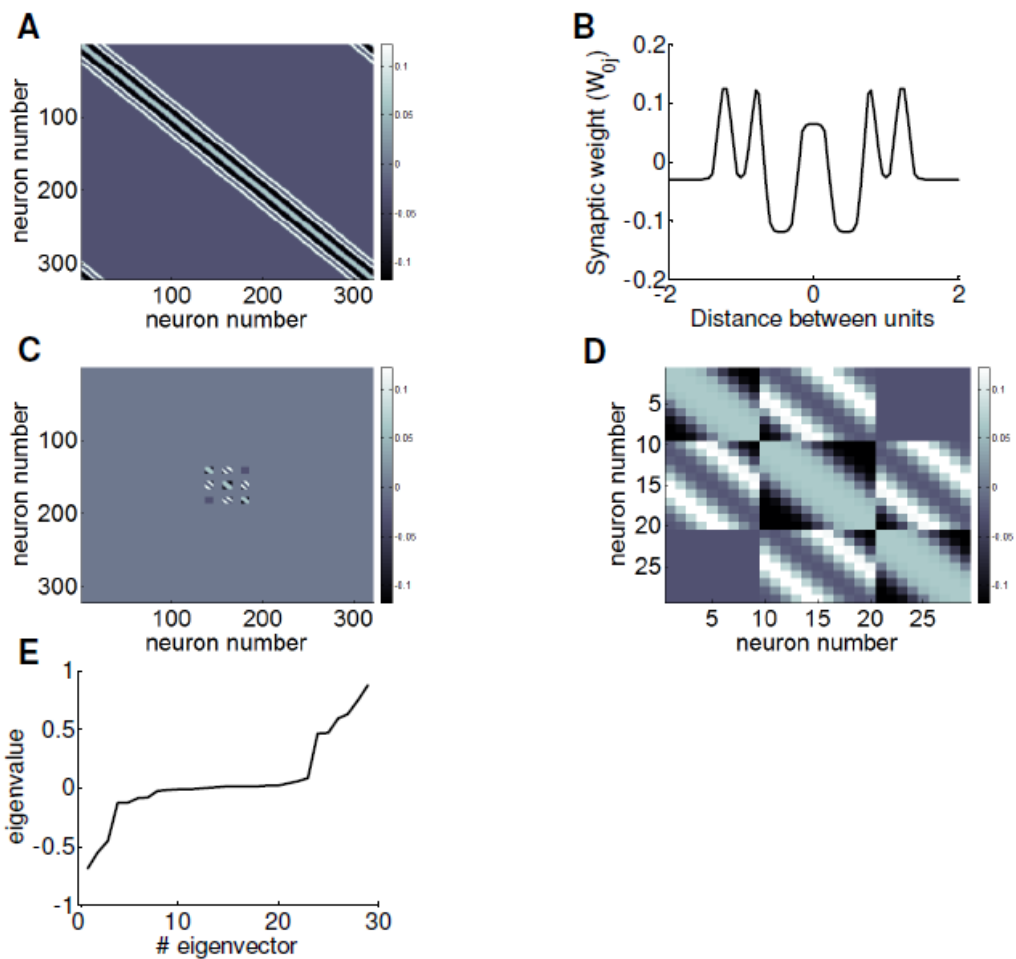 A
neuron number
100
200
300
100 200 300
neuron number
0.1
0.05
0
-0.05
-0.1
B
Synaptic weight (W0j)
0.2
0.1
0
-0.1
-0.2
-2 0 2
Distance between units
C
neuron number
100
200
300
100 200 300
neuron number
0.1
0.05
0
-0.05
-0.1
D
neuron number
5
10
15
20
25
5 10 15 20 25
neuron number
0.1
0.05
0
-0.05
-0.1
E
eigenvalue
1
0.5
0
-0.5
-1
0 10 20 30
# eigenvector